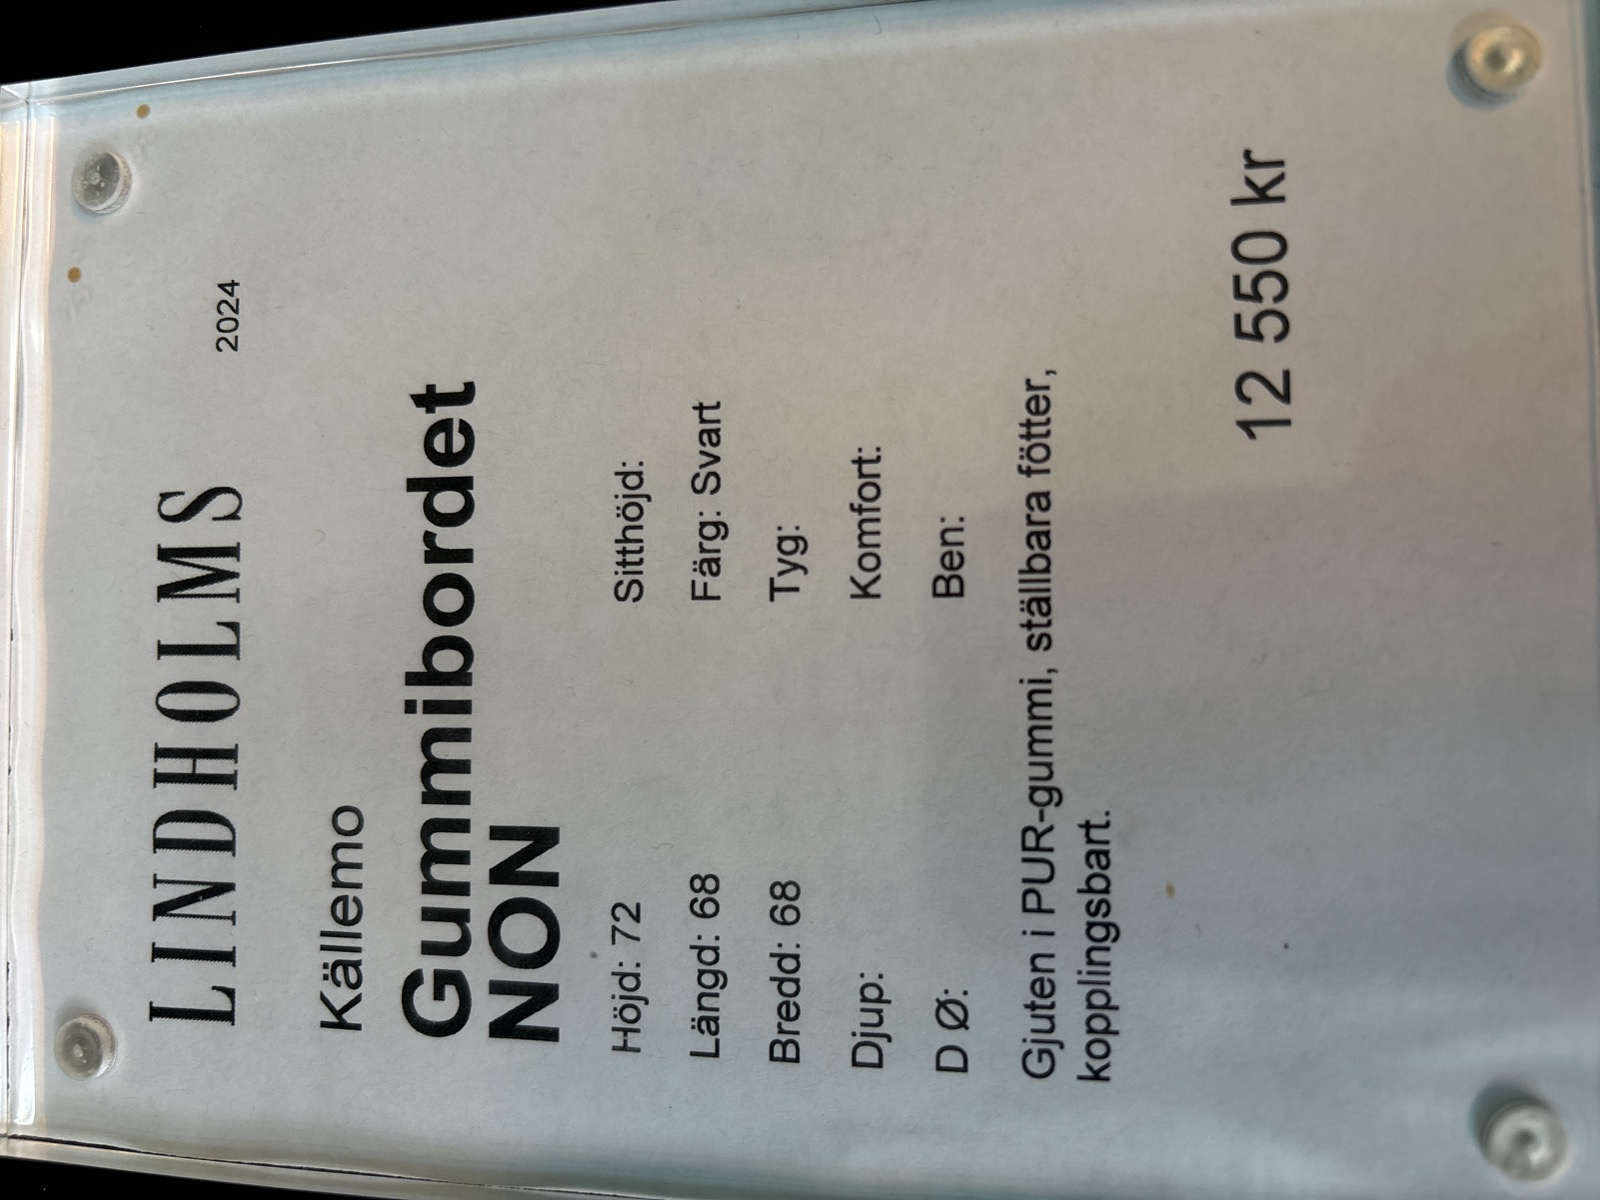 LINDHOLMS
2024
Källemo
Gummibordet
NON
Höjd: 72 Sitthöjd:
Längd: 68 Färg: Svart
Bredd: 68 Tyg:
Djup: Komfort:
D Ø: Ben:
Gjuten i PUR-gummi, ställbara fötter,
kopplingsbart.
12 550 kr